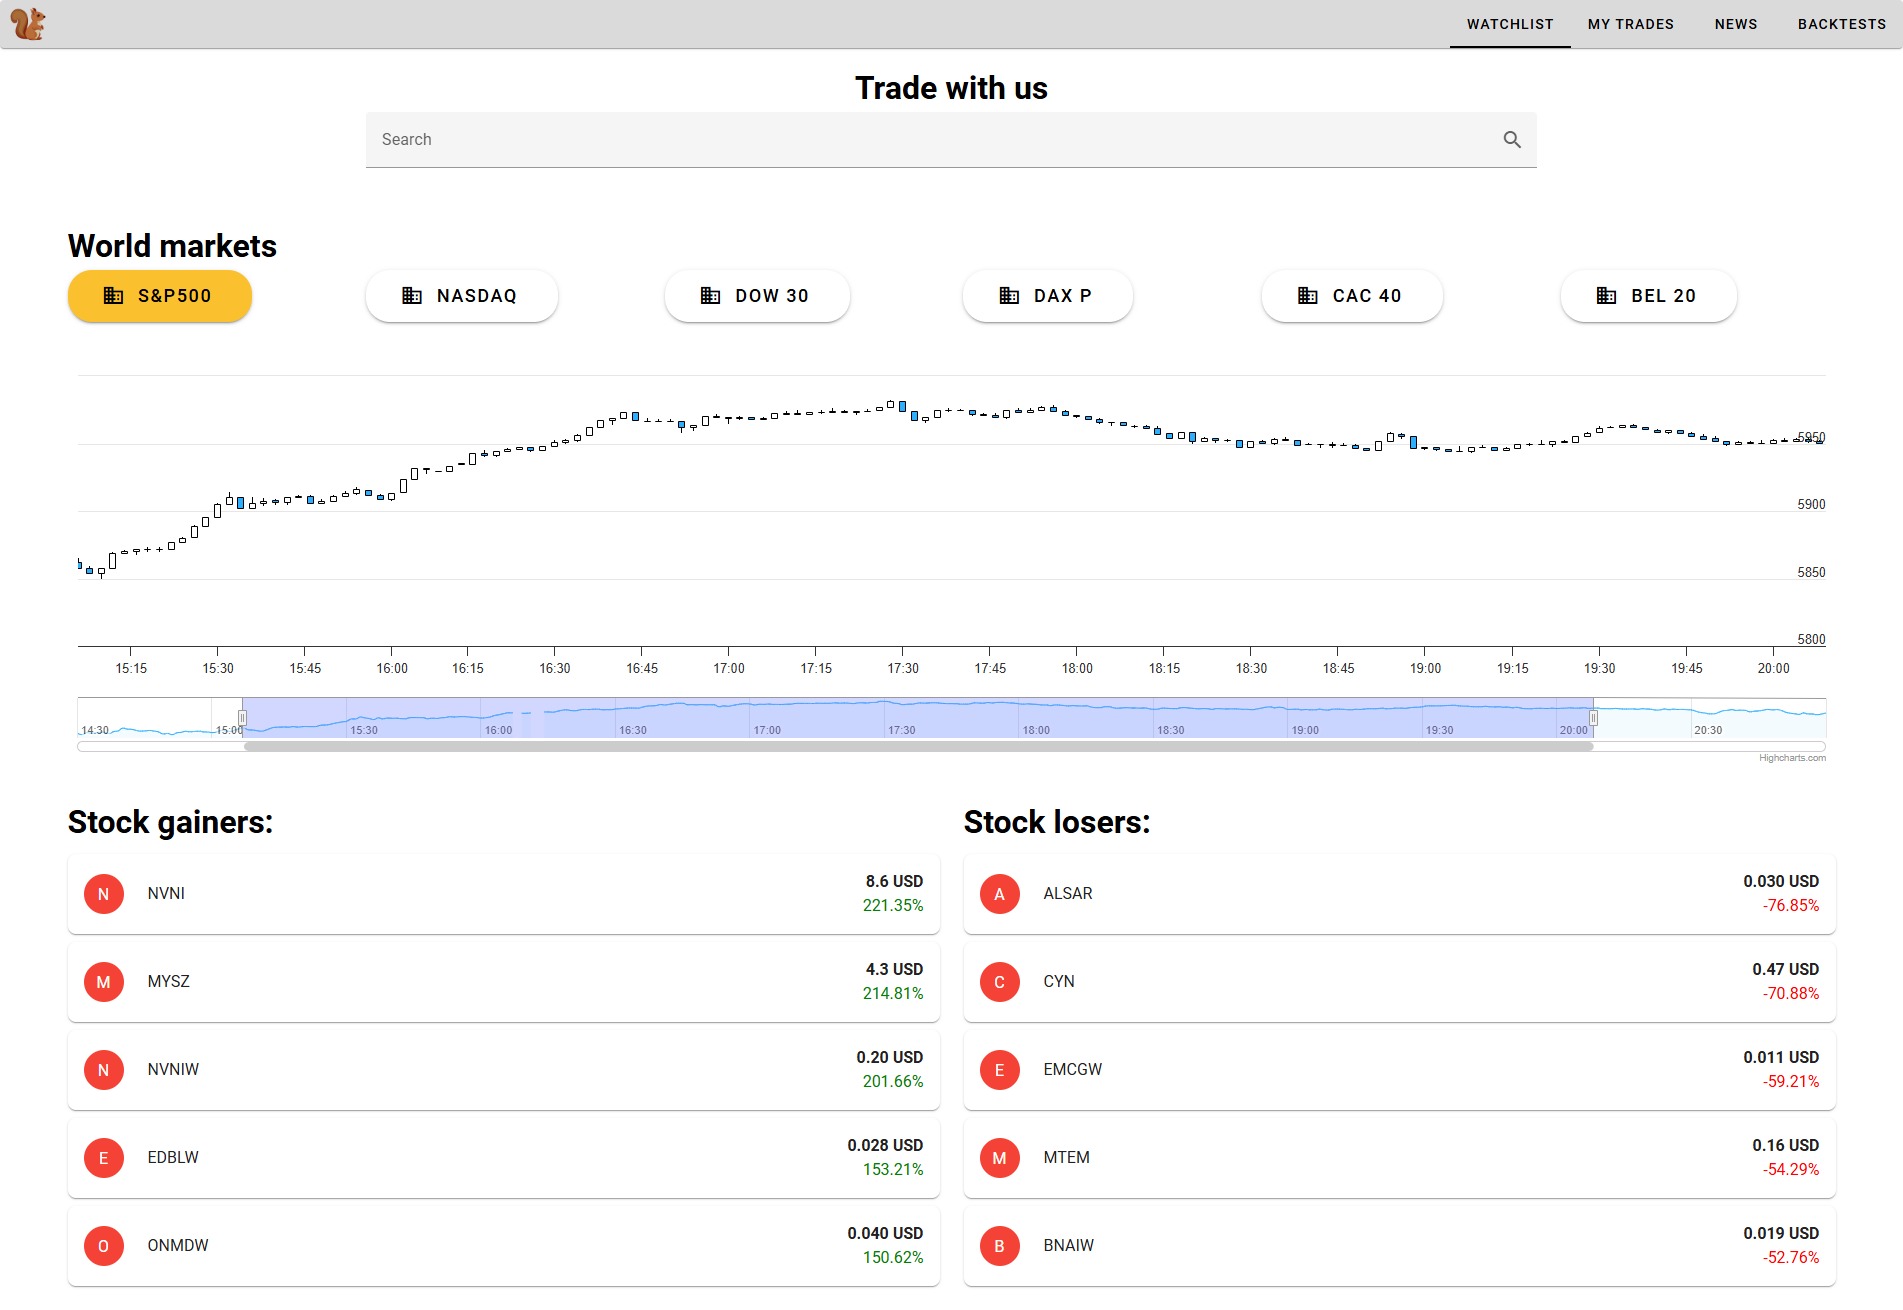 WATCHLIST MY TRADES NEWS BACKTESTS
Trade with us
Search
World markets
S&P500 NASDAQ DOW 30 DAX P CAC 40 BEL 20
5950
5900
5850
5800
15:15 15:30 15:45 16:00 16:15 16:30 16:45 17:00 17:15 17:30 17:45 18:00 18:15 18:30 18:45 19:00 19:15 19:30 19:45 20:00
14:30 15:00 15:30 16:00 16:30 17:00 17:30 18:00 18:30 19:00 19:30 20:00 20:30
Highcharts.com
Stock gainers:
N NVNI 8.6 USD
221.35%
M MYSZ 4.3 USD
214.81%
N NVNIW 0.20 USD
201.66%
E EDBLW 0.028 USD
153.21%
O ONMDW 0.040 USD
150.62%
Stock losers:
A ALSAR 0.030 USD
-76.85%
C CYN 0.47 USD
-70.88%
E EMCGW 0.011 USD
-59.21%
M MTEM 0.16 USD
-54.29%
B BNAIW 0.019 USD
-52.76%